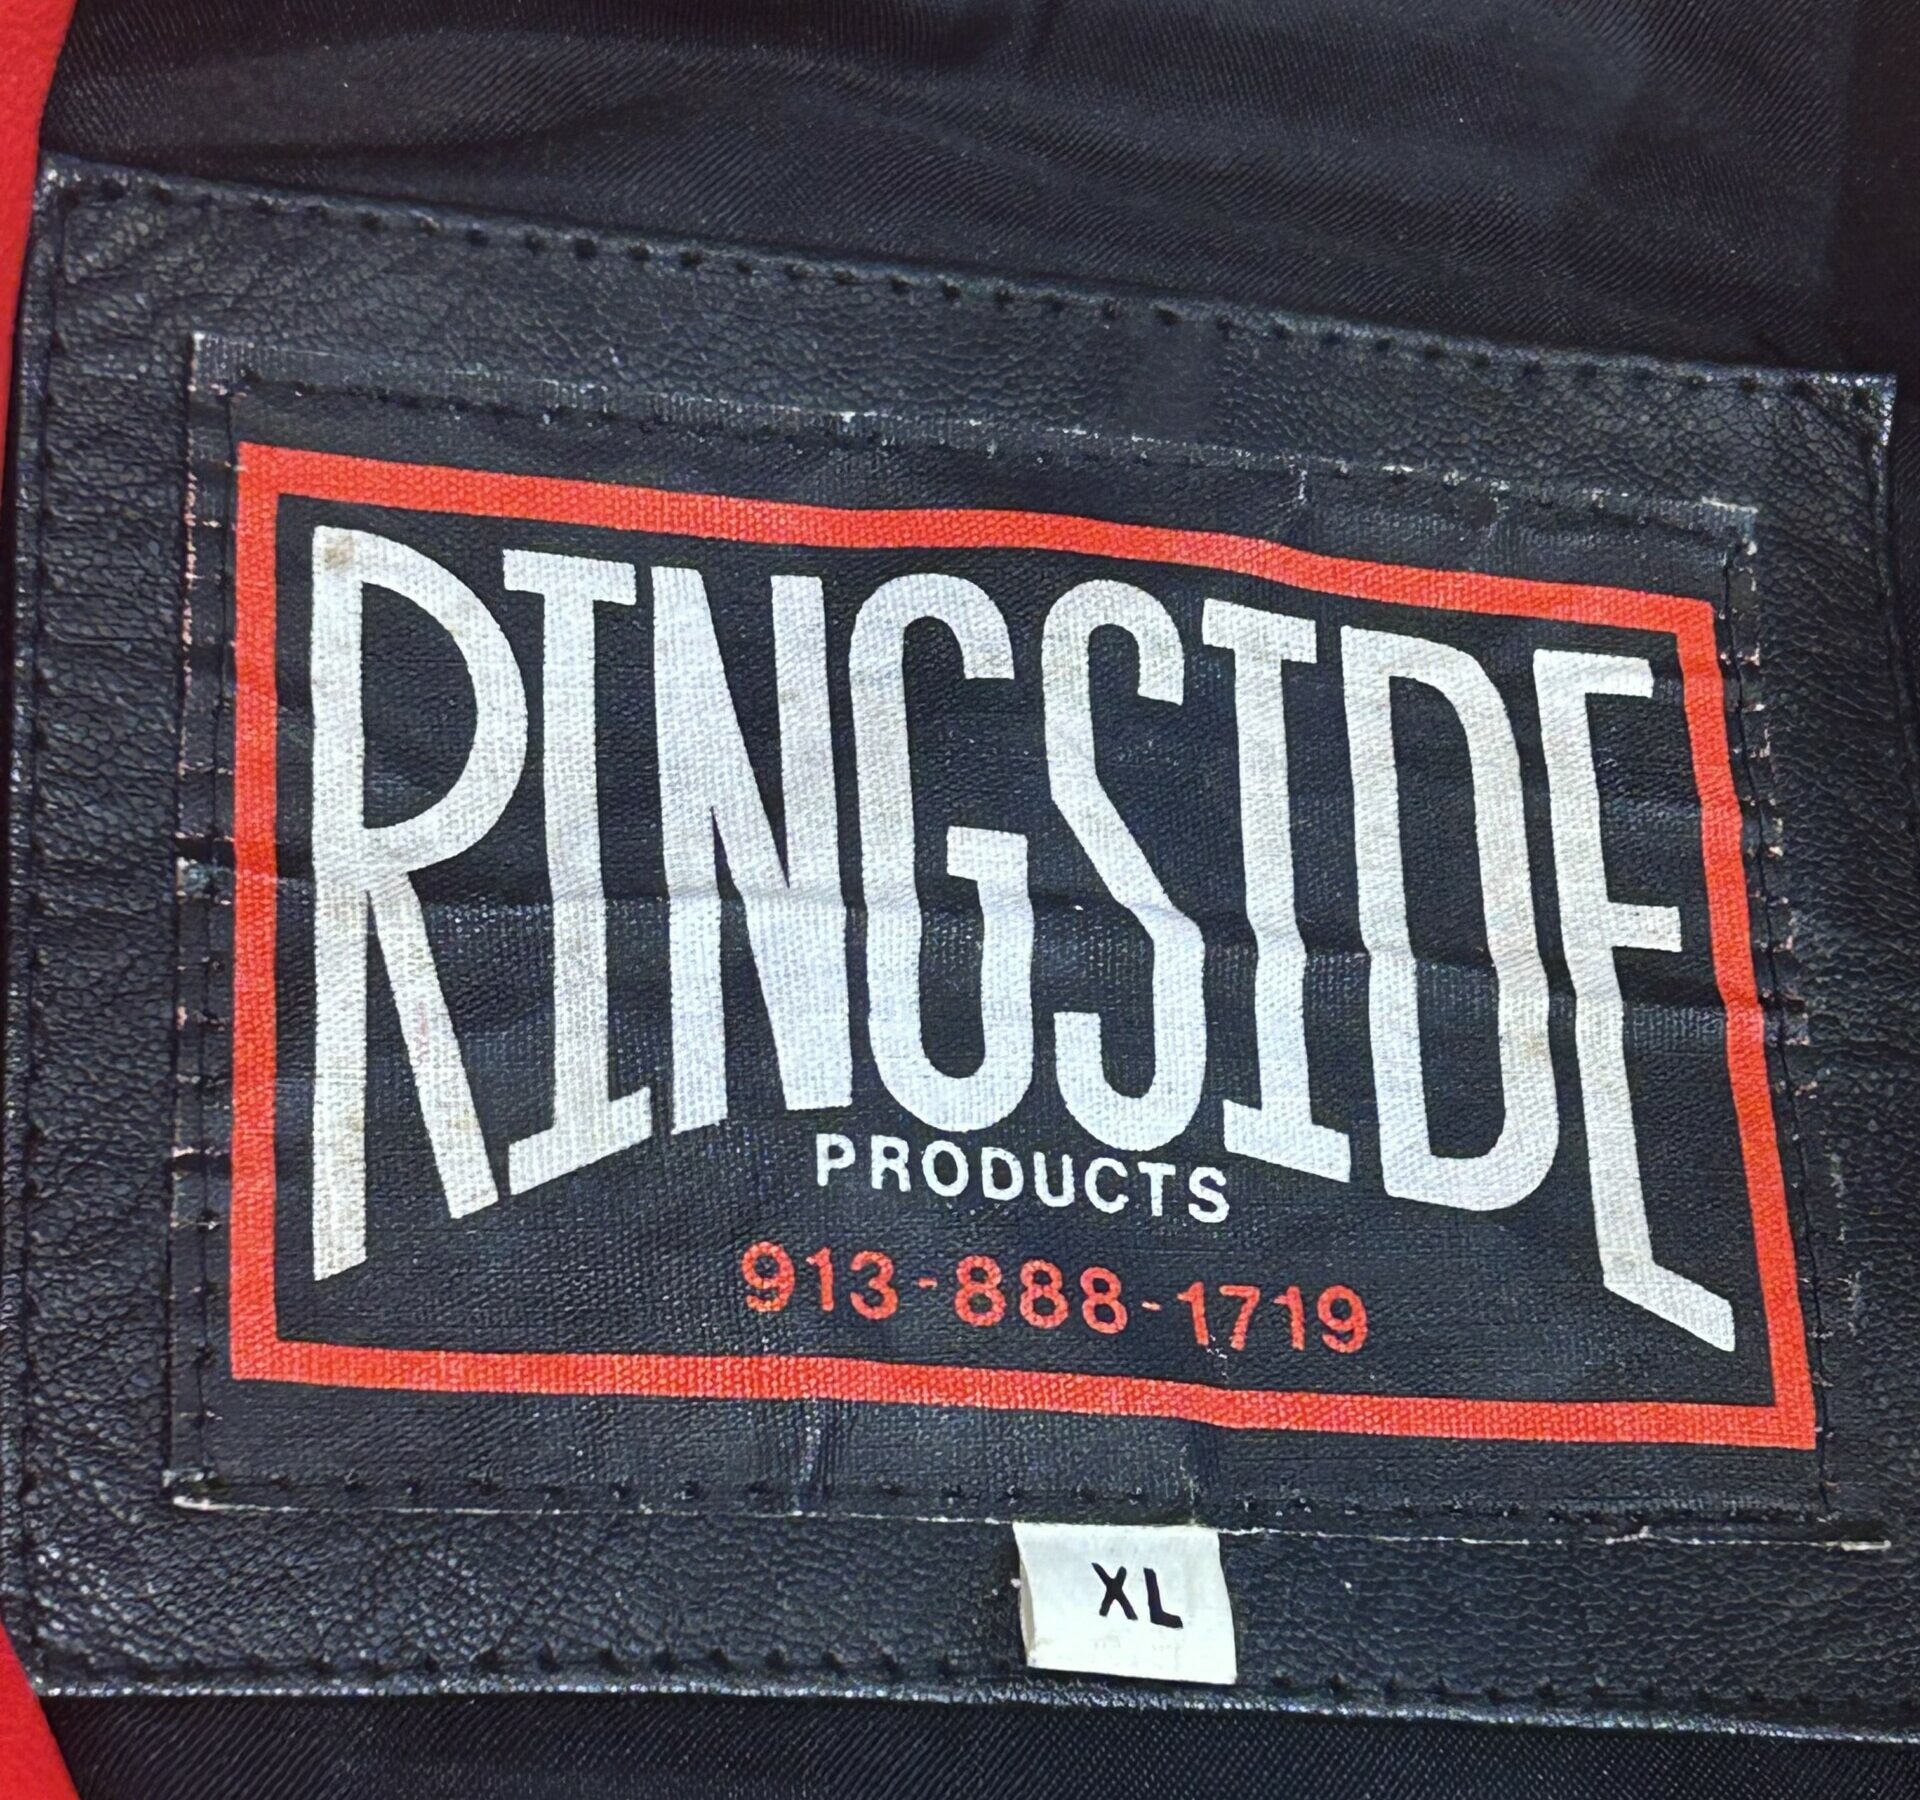 RINGSIDE
PRODUCTS
913-888-1719
XL